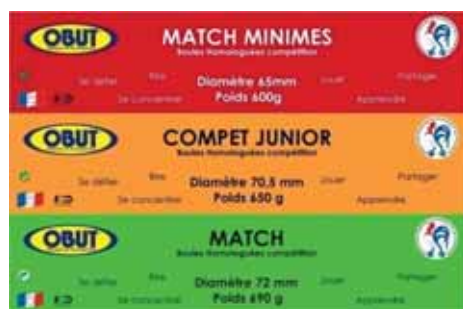 OBUT MATCH MINIMES
Boules Homologuées compétition
Se défier Rire Diamètre 65mm Jouer Partager
Se concentrer Poids 600g Apprendre
OBUT COMPET JUNIOR
Boules Homologuées compétition
Se défier Rire Diamètre 70,5 mm Jouer Partager
Se concentrer Poids 650 g Apprendre
OBUT MATCH
Boules Homologuées compétition
Se défier Rire Diamètre 72 mm Jouer Partager
Se concentrer Poids 690 g Apprendre